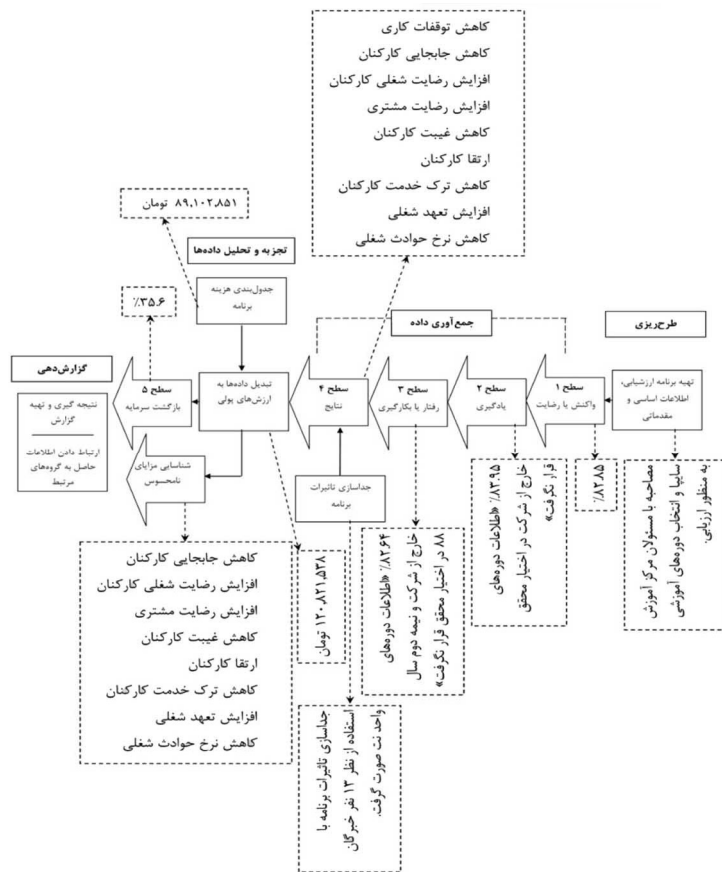 کاهش توقفات کاری
کاهش جابجایی کارکنان
افزایش رضایت شغلی کارکنان
افزایش رضایت مشتری
کاهش غیبت کارکنان
ارتقا کارکنان
کاهش ترک خدمت کارکنان
افزایش تعهد شغلی
کاهش نرخ حوادث شغلی
۸۹،۱۰۲،۸۵۱ تومان
تجزیه و تحلیل داده‌ها
جدول‌بندی هزینه
برنامه
٪۳۵.۶
طرح‌ریزی
جمع‌آوری داده
گزارش‌دهی
تهیه برنامه ارزشیابی،
اطلاعات اساسی و
مقدماتی
سطح ۱
واکنش یا رضایت
سطح ۲
یادگیری
سطح ۳
رفتار یا بکارگیری
سطح ۴
نتایج
تبدیل داده‌ها به
ارزش‌های پولی
سطح ۵
بازگشت سرمایه
نتیجه گیری و تهیه
گزارش
ارتباط دادن اطلاعات
حاصل به گروه‌های
مرتبط
شناسایی مزایای
نامحسوس
جداسازی تاثیرات
برنامه
مصاحبه با مسئولان مرکز آموزش
سایپا و انتخاب دوره‌های آموزشی
به منظور ارزیابی.
٪۸۲.۸۵
٪۸۳.۹۵ «اطلاعات دوره‌های
خارج از شرکت در اختیار محقق
قرار نگرفت»
٪۸۲.۶۴ «اطلاعات دوره‌های
خارج از شرکت و نیمه دوم سال
۸۸ در اختیار محقق قرار نگرفت»
جداسازی تاثیرات برنامه با
استفاده از نظر ۱۳ نفر خبرگان
واحد نت صورت گرفت.
۱۲۰،۸۲۱،۵۳۸ تومان
کاهش جابجایی کارکنان
افزایش رضایت شغلی کارکنان
افزایش رضایت مشتری
کاهش غیبت کارکنان
ارتقا کارکنان
کاهش ترک خدمت کارکنان
افزایش تعهد شغلی
کاهش نرخ حوادث شغلی